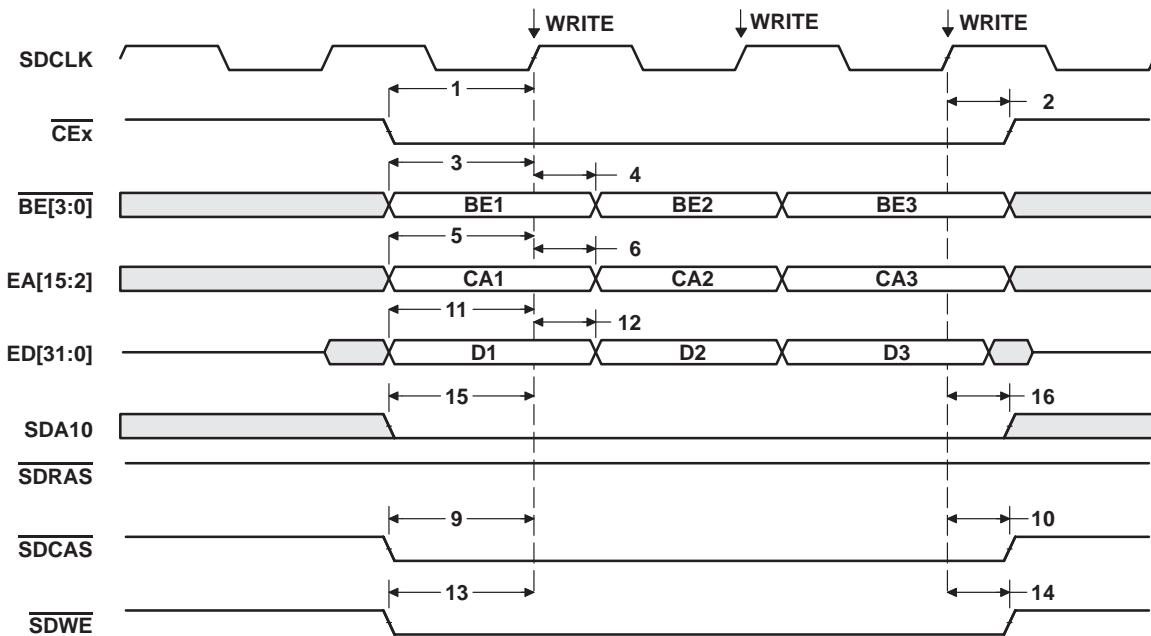 WRITE WRITE WRITE
SDCLK
1 2
CEx
3 4
BE[3:0] BE1 BE2 BE3
5 6
EA[15:2] CA1 CA2 CA3
11 12
ED[31:0] D1 D2 D3
15 16
SDA10
SDRAS
9 10
SDCAS
13 14
SDWE